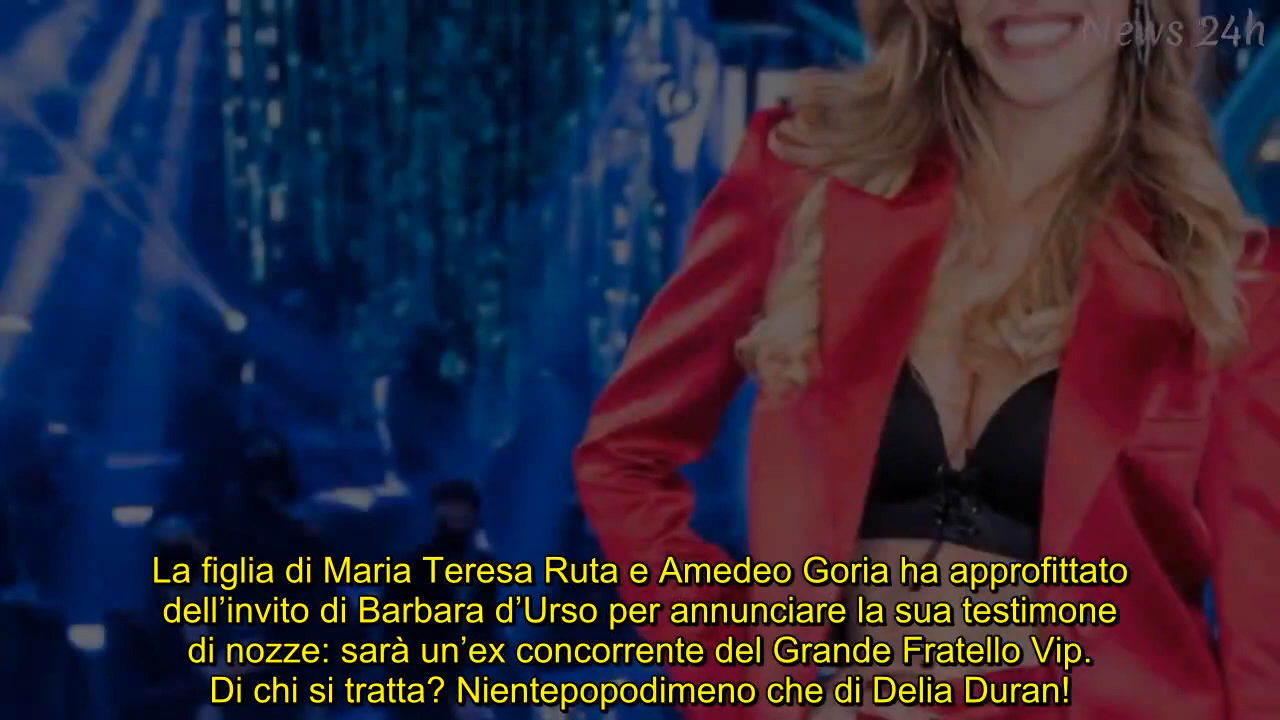 News 24h
La figlia di Maria Teresa Ruta e Amedeo Goria ha approfittato
dell’invito di Barbara d’Urso per annunciare la sua testimone
di nozze: sarà un’ex concorrente del Grande Fratello Vip.
Di chi si tratta? Nientepopodimeno che di Delia Duran!